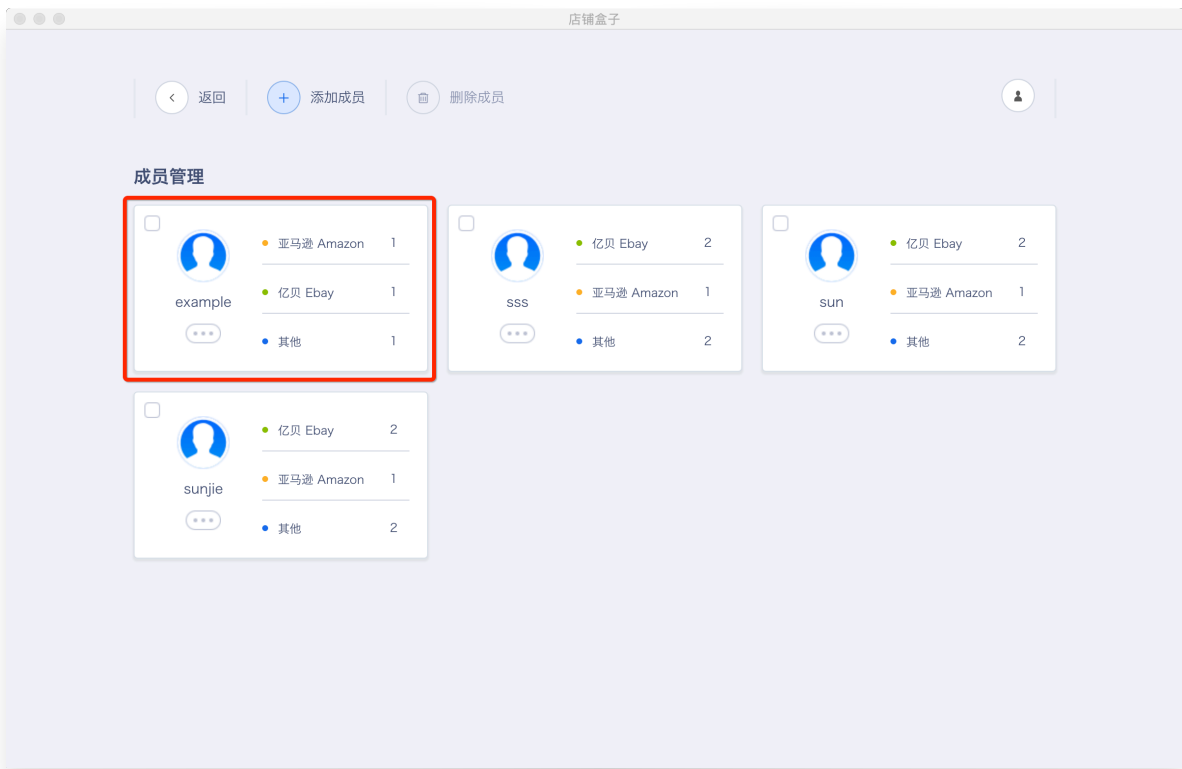 店铺盒子
返回
添加成员
删除成员
成员管理
example
亚马逊 Amazon 1
亿贝 Ebay 1
其他 1
sss
亿贝 Ebay 2
亚马逊 Amazon 1
其他 2
sun
亿贝 Ebay 2
亚马逊 Amazon 1
其他 2
sunjie
亿贝 Ebay 2
亚马逊 Amazon 1
其他 2